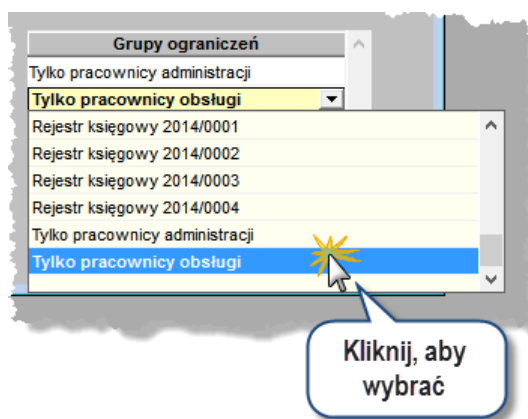 Grupy ograniczeń
Tylko pracownicy administracji
Tylko pracownicy obsługi
Rejestr księgowy 2014/0001
Rejestr księgowy 2014/0002
Rejestr księgowy 2014/0003
Rejestr księgowy 2014/0004
Tylko pracownicy administracji
Tylko pracownicy obsługi
Kliknij, aby
wybrać